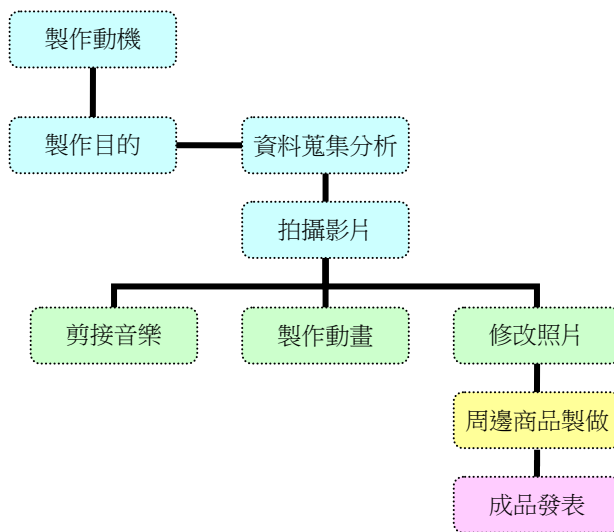 製作動機
製作目的
資料蒐集分析
拍攝影片
剪接音樂
製作動畫
修改照片
周邊商品製做
成品發表